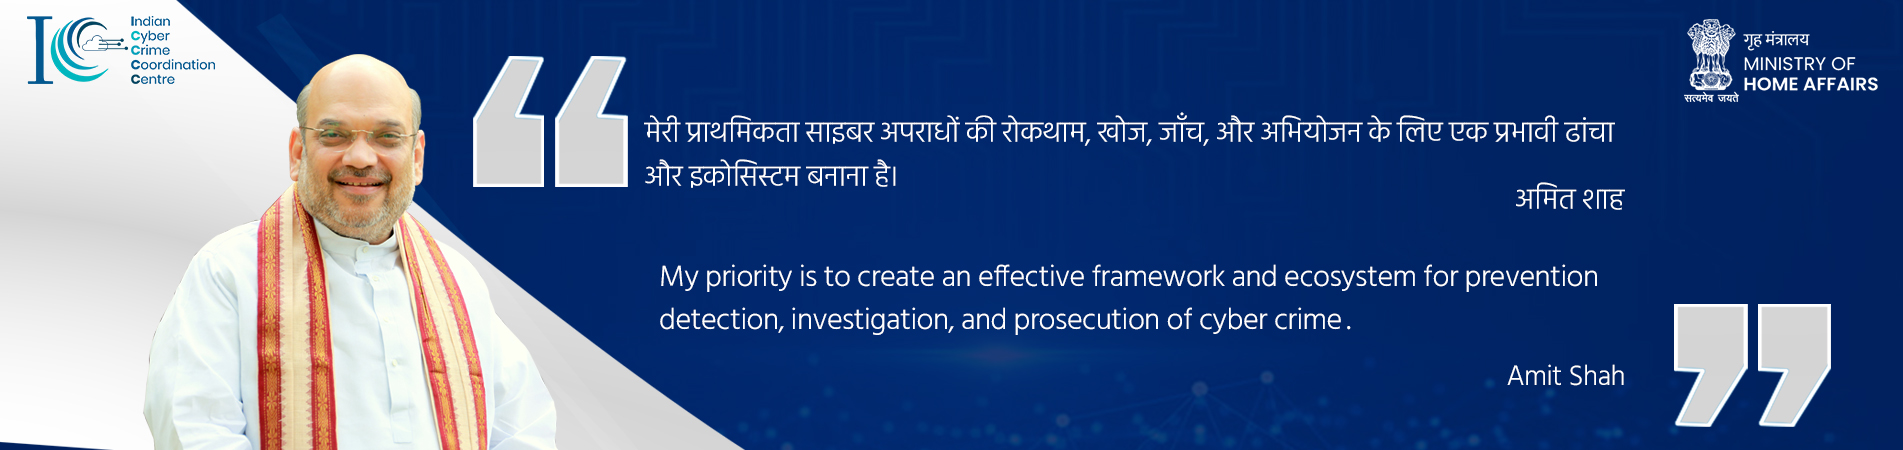 Indian
Cyber
Crime
Coordination
Centre
गृह मंत्रालय
MINISTRY OF
HOME AFFAIRS
सत्यमेव जयते
मेरी प्राथमिकता साइबर अपराधों की रोकथाम, खोज, जाँच, और अभियोजन के लिए एक प्रभावी ढांचा
और इकोसिस्टम बनाना है।
अमित शाह
My priority is to create an effective framework and ecosystem for prevention
detection, investigation, and prosecution of cyber crime.
Amit Shah